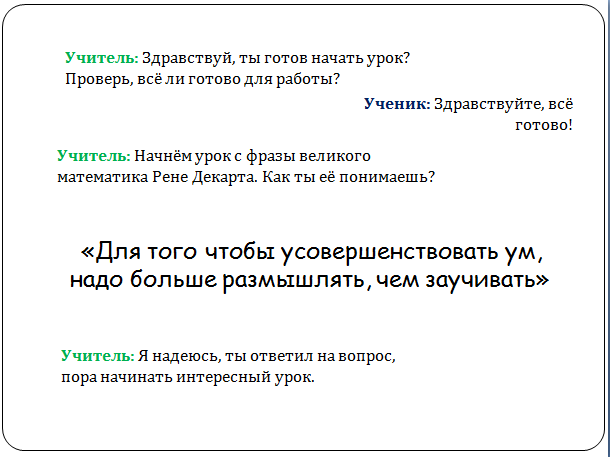 Учитель: Здравствуй, ты готов начать урок?
Проверь, всё ли готово для работы?
Ученик: Здравствуйте, всё
готово!
Учитель: Начнём урок с фразы великого
математика Рене Декарта. Как ты её понимаешь?
«Для того чтобы усовершенствовать ум,
надо больше размышлять, чем заучивать»
Учитель: Я надеюсь, ты ответил на вопрос,
пора начинать интересный урок.